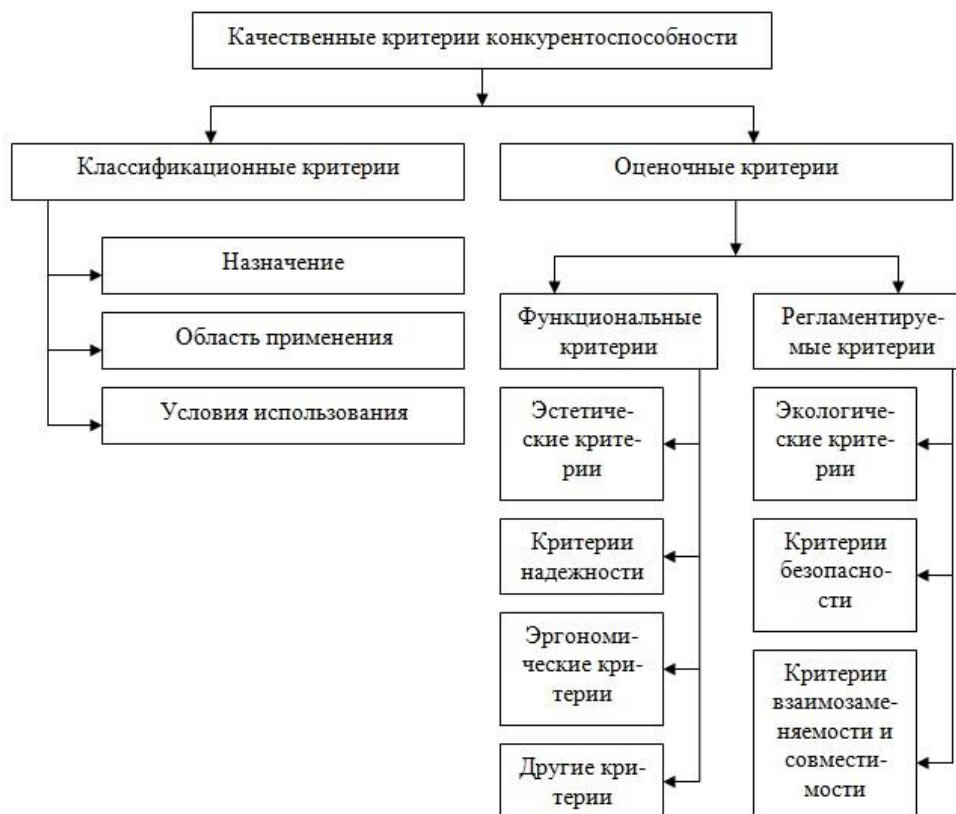 Качественные критерии конкурентоспособности
Классификационные критерии
Оценочные критерии
Назначение
Область применения
Условия использования
Функциональные
критерии
Регламентируе-
мые критерии
Эстетиче-
ские крите-
рии
Экологиче-
ские крите-
рии
Критерии
надежности
Критерии
безопасно-
сти
Эргономи-
ческие кри-
терии
Критерии
взаимозаме-
няемости и
совмести-
мости
Другие кри-
терии